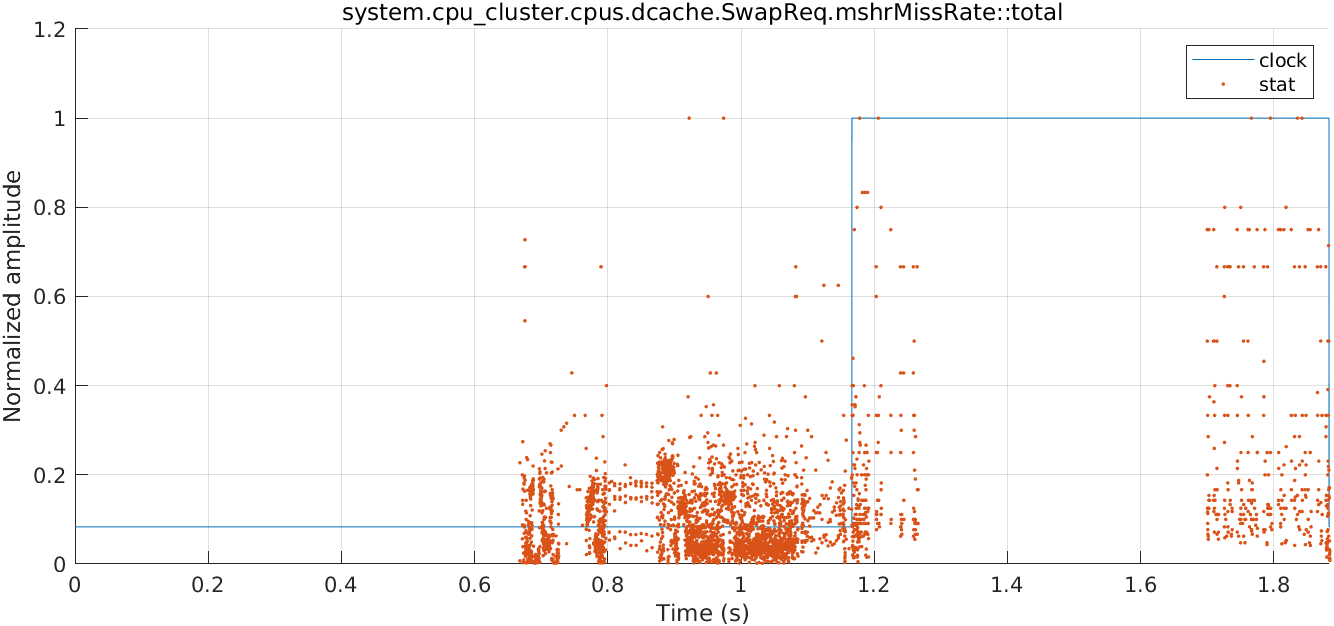 system.cpu_cluster.cpus.dcache.SwapReq.mshrMissRate::total
1.2
1
0.8
0.6
0.4
0.2
0
Normalized amplitude
clock
stat
0 0.2 0.4 0.6 0.8 1 1.2 1.4 1.6 1.8
Time (s)